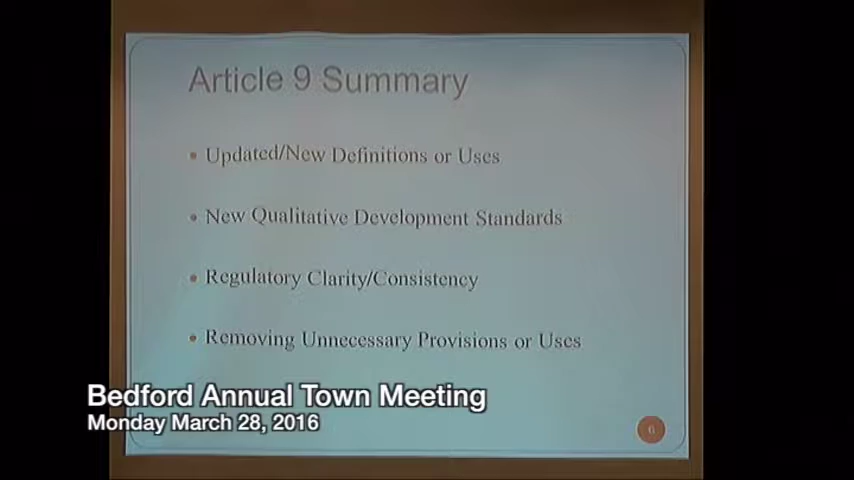 Article 9 Summary
Updated/New Definitions or Uses
New Qualitative Development Standards
Regulatory Clarity/Consistency
Removing Unnecessary Provisions or Uses
Bedford Annual Town Meeting
Monday March 28, 2016
6